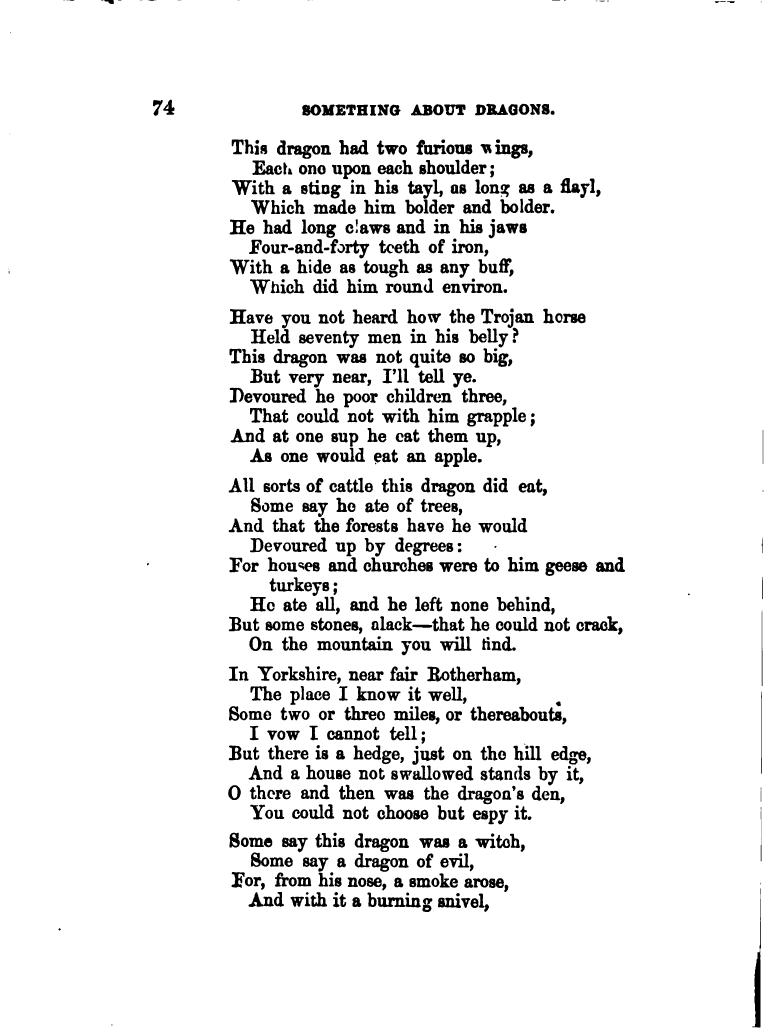 74 SOMETHING ABOUT DRAGONS.
This dragon had two furious wings,
Each one upon each shoulder;
With a sting in his tayl, as long as a flayl,
Which made him bolder and bolder.
He had long claws and in his jaws
Four-and-forty teeth of iron,
With a hide as tough as any buff,
Which did him round environ.
Have you not heard how the Trojan horse
Held seventy men in his belly?
This dragon was not quite so big,
But very near, I'll tell ye.
Devoured he poor children three,
That could not with him grapple;
And at one sup he eat them up,
As one would eat an apple.
All sorts of cattle this dragon did eat,
Some say he ate of trees,
And that the forests have he would
Devoured up by degrees:
For houses and churches were to him geese and
turkeys;
He ate all, and he left none behind,
But some stones, alack—that he could not crack,
On the mountain you will find.
In Yorkshire, near fair Rotherham,
The place I know it well,
Some two or three miles, or thereabouts,
I vow I cannot tell;
But there is a hedge, just on the hill edge,
And a house not swallowed stands by it,
O there and then was the dragon's den,
You could not choose but espy it.
Some say this dragon was a witch,
Some say a dragon of evil,
For, from his nose, a smoke arose,
And with it a burning snivel,